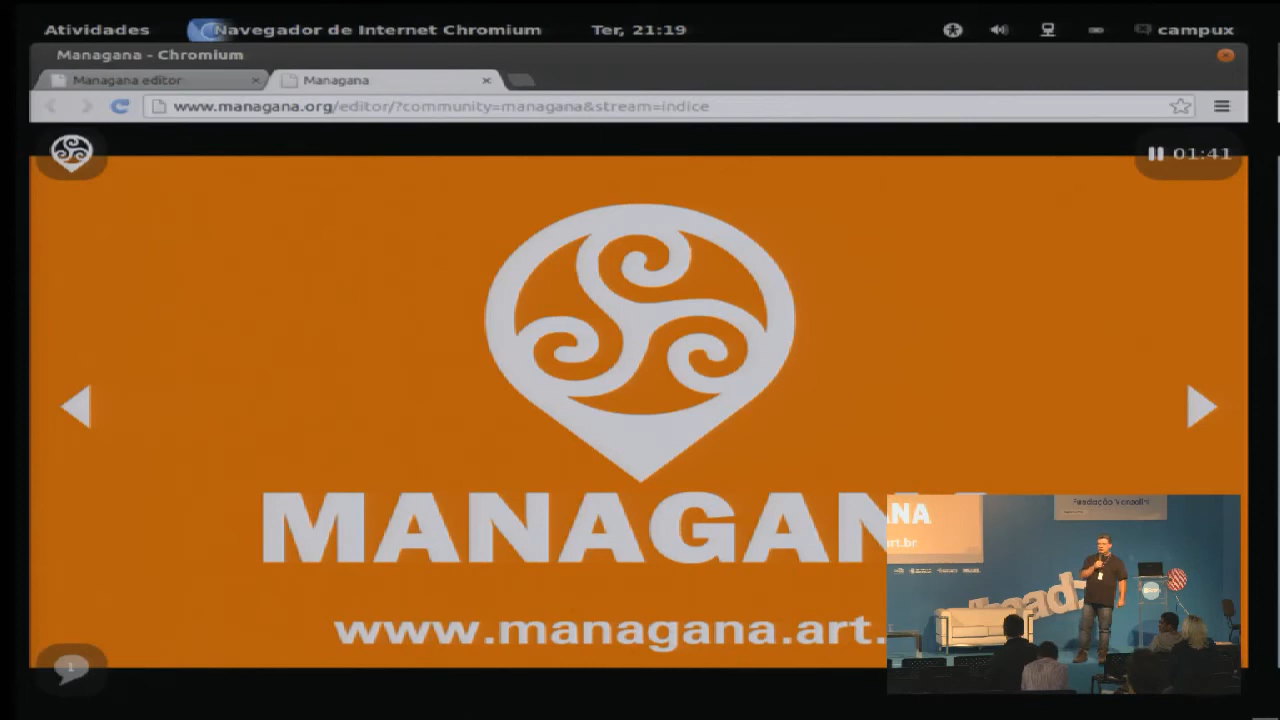 Atividades
Navegador de Internet Chromium
Ter, 21:19
campux
Managana - Chromium
Managana editor
Managana
www.managana.org/editor/?community=managana&stream=indice
01:41
MANAGAN
www.managana.art.
1
ANA
art.br
Fundação Vanzolini